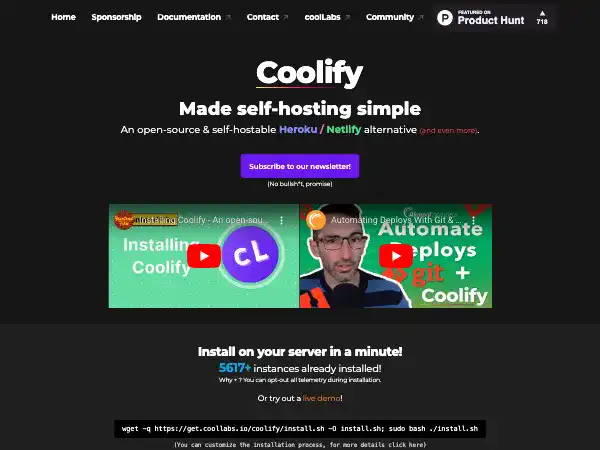 Home Sponsorship Documentation ↗ Contact ↗ coolLabs ↗ Community ↗ FEATURED ON Product Hunt ▲ 718
Coolify
Made self-hosting simple
An open-source & self-hostable Heroku / Netlify alternative (and even more).
Subscribe to our newsletter!
(No bullsh*t, promise)
Installing Coolify - An open-sou...
Installing
Coolify
CL
Automating Deploys With Git & ...
Automate
Deploys
git +
Coolify
Install on your server in a minute!
5617+ instances already installed!
Why + ? You can opt-out all telemetry during installation.
Or try out a live demo!
wget -q https://get.coollabs.io/coolify/install.sh -O install.sh; sudo bash ./install.sh
(You can customize the installation process, for more details click here)